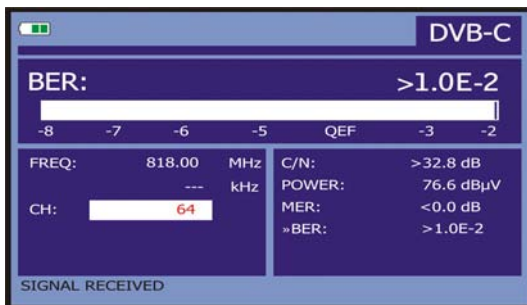 DVB-C
BER: >1.0E-2
-8 -7 -6 -5 QEF -3 -2
FREQ: 818.00 MHz
--- kHz
CH: 64
C/N: >32.8 dB
POWER: 76.6 dBµV
MER: <0.0 dB
»BER: >1.0E-2
SIGNAL RECEIVED